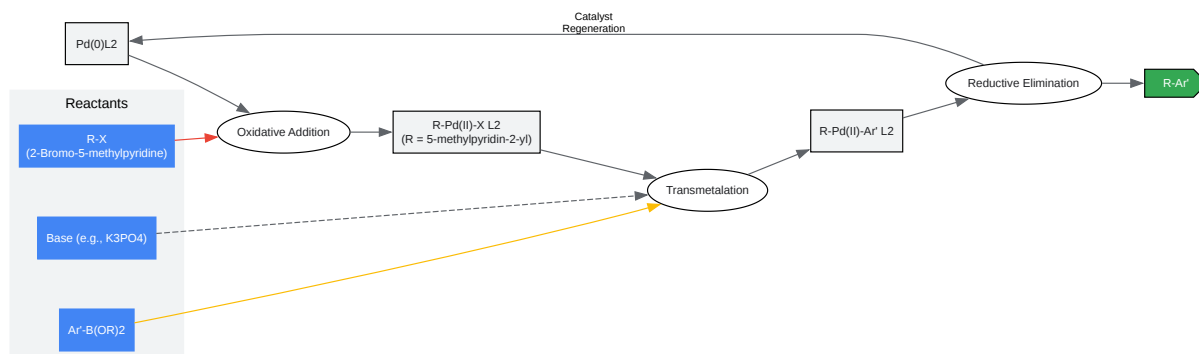 Catalyst
Regeneration
Pd(0)L2
Reductive Elimination
R-Ar'
Reactants
R-X
(2-Bromo-5-methylpyridine)
Oxidative Addition
R-Pd(II)-X L2
(R = 5-methylpyridin-2-yl)
R-Pd(II)-Ar' L2
Transmetalation
Base (e.g., K3PO4)
Ar'-B(OR)2